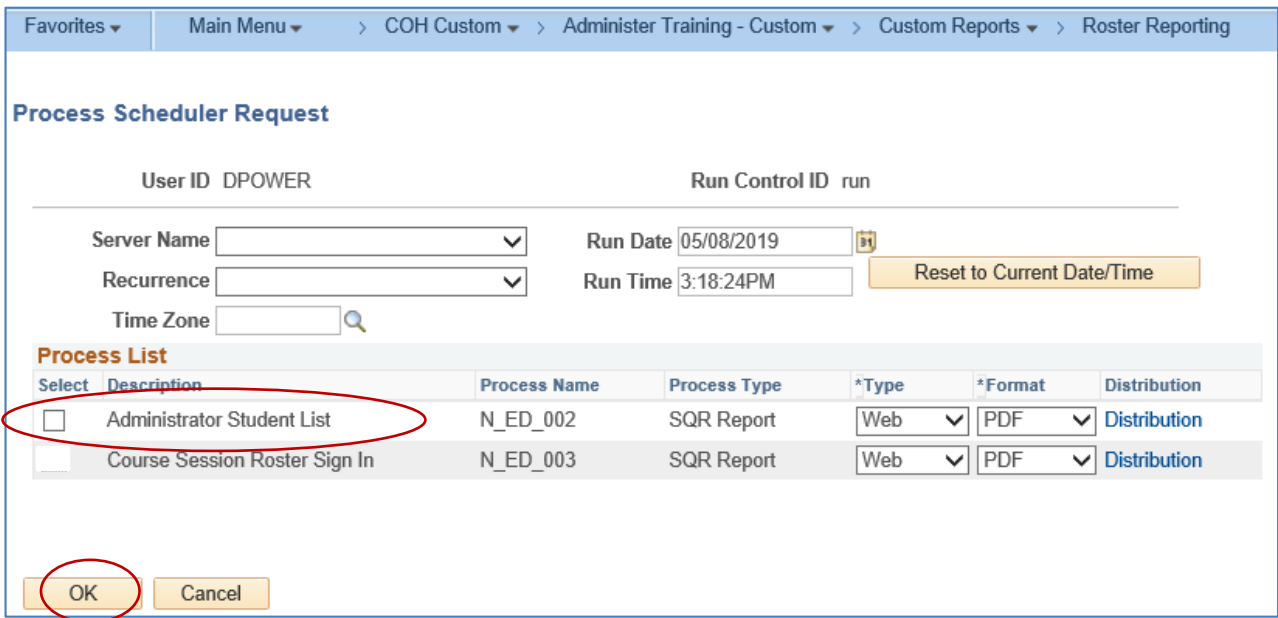 Favorites Main Menu > COH Custom > Administer Training - Custom > Custom Reports > Roster Reporting
Process Scheduler Request
User ID DPOWER Run Control ID run
Server Name Run Date 05/08/2019 31
Recurrence Run Time 3:18:24PM Reset to Current Date/Time
Time Zone
Process List
Select Description Process Name Process Type *Type *Format Distribution
Administrator Student List N_ED_002 SQR Report Web PDF Distribution
Course Session Roster Sign In N_ED_003 SQR Report Web PDF Distribution
OK Cancel